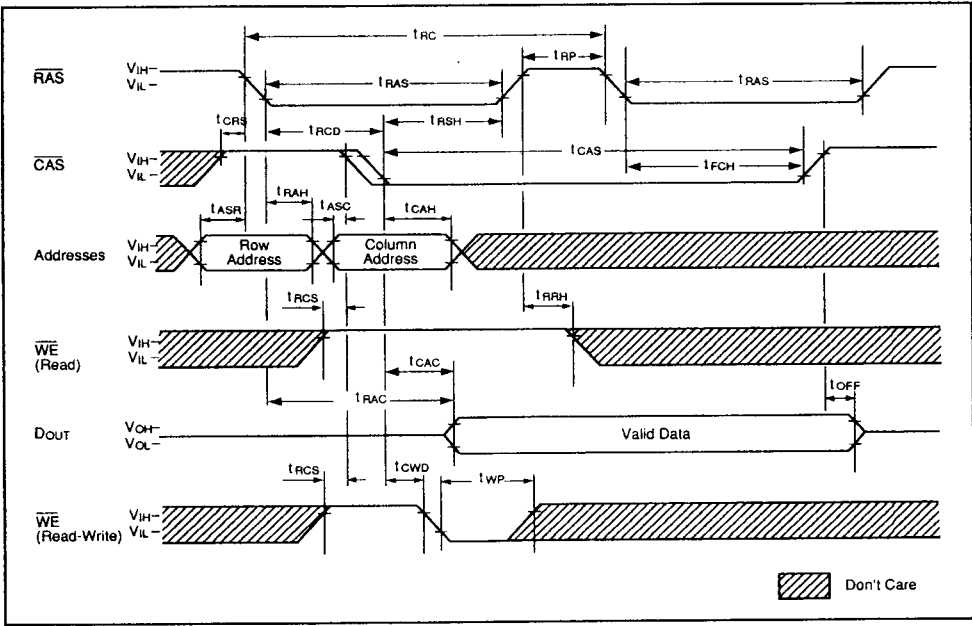 tRC
tRP
RAS
VIH
VIL
tRAS
tRAS
tCRS
tRCD
tRSH
CAS
VIH
VIL
tCAS
tFCH
tASR
tRAH
tASC
tCAH
Addresses
VIH
VIL
Row
Address
Column
Address
tRCS
tRRH
WE
(Read)
VIH
VIL
tCAC
tRAC
tOFF
DOUT
VOH
VOL
Valid Data
tRCS
tCWD
tWP
WE
(Read-Write)
VIH
VIL
Don't Care